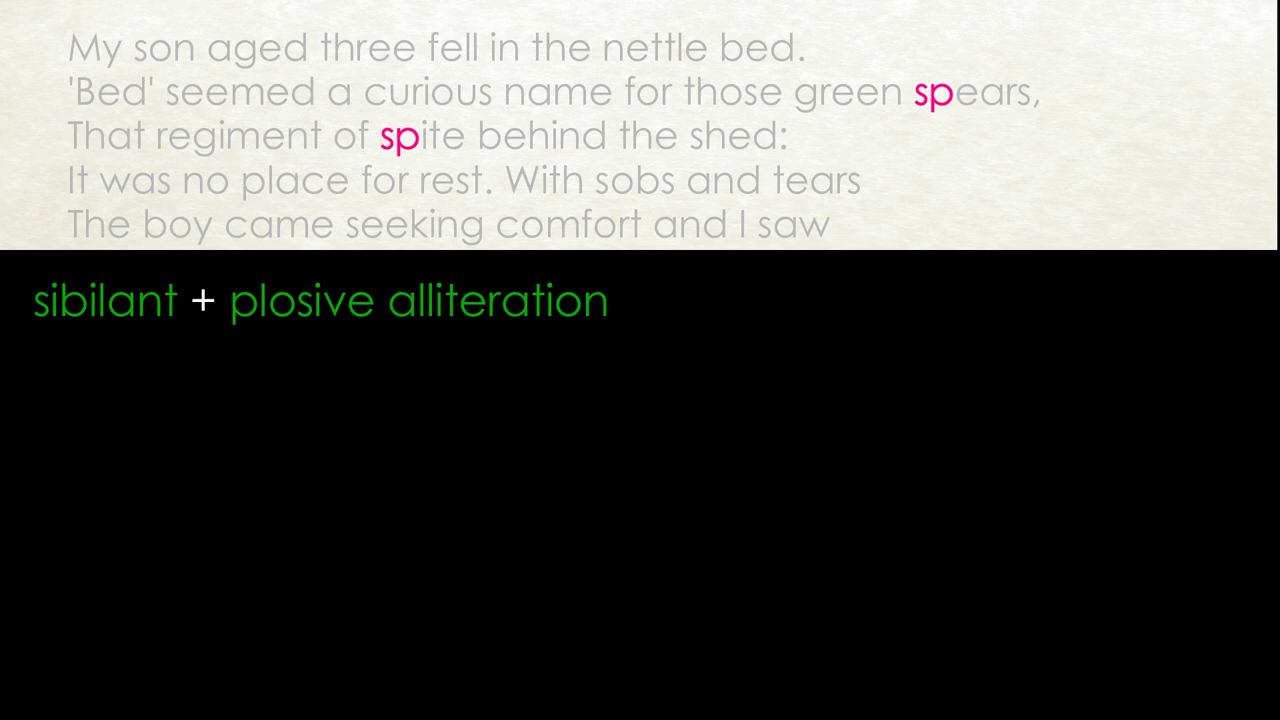 My son aged three fell in the nettle bed.
'Bed' seemed a curious name for those green spears,
That regiment of spite behind the shed:
It was no place for rest. With sobs and tears
The boy came seeking comfort and I saw
sibilant + plosive alliteration